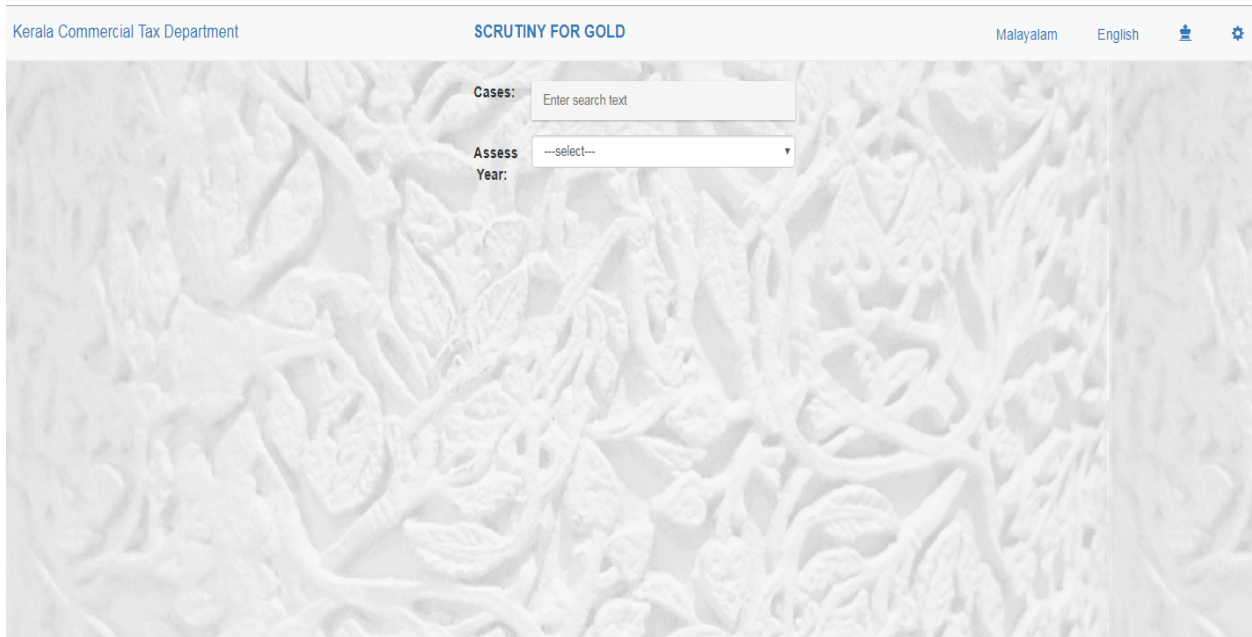 Kerala Commercial Tax Department
SCRUTINY FOR GOLD
Malayalam
English
Cases:
Enter search text
Assess
Year:
---select---